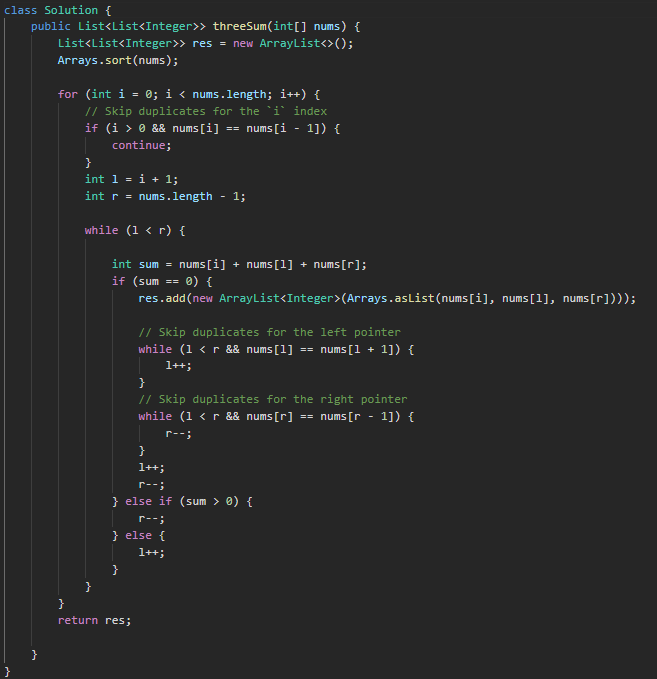 class Solution {
    public List<List<Integer>> threeSum(int[] nums) {
        List<List<Integer>> res = new ArrayList<>();
        Arrays.sort(nums);

        for (int i = 0; i < nums.length; i++) {
            // Skip duplicates for the `i` index
            if (i > 0 && nums[i] == nums[i - 1]) {
                continue;
            }
            int l = i + 1;
            int r = nums.length - 1;

            while (l < r) {

                int sum = nums[i] + nums[l] + nums[r];
                if (sum == 0) {
                    res.add(new ArrayList<Integer>(Arrays.asList(nums[i], nums[l], nums[r])));

                    // Skip duplicates for the left pointer
                    while (l < r && nums[l] == nums[l + 1]) {
                        l++;
                    }
                    // Skip duplicates for the right pointer
                    while (l < r && nums[r] == nums[r - 1]) {
                        r--;
                    }
                    l++;
                    r--;
                } else if (sum > 0) {
                    r--;
                } else {
                    l++;
                }
            }
        }
        return res;

    }
}